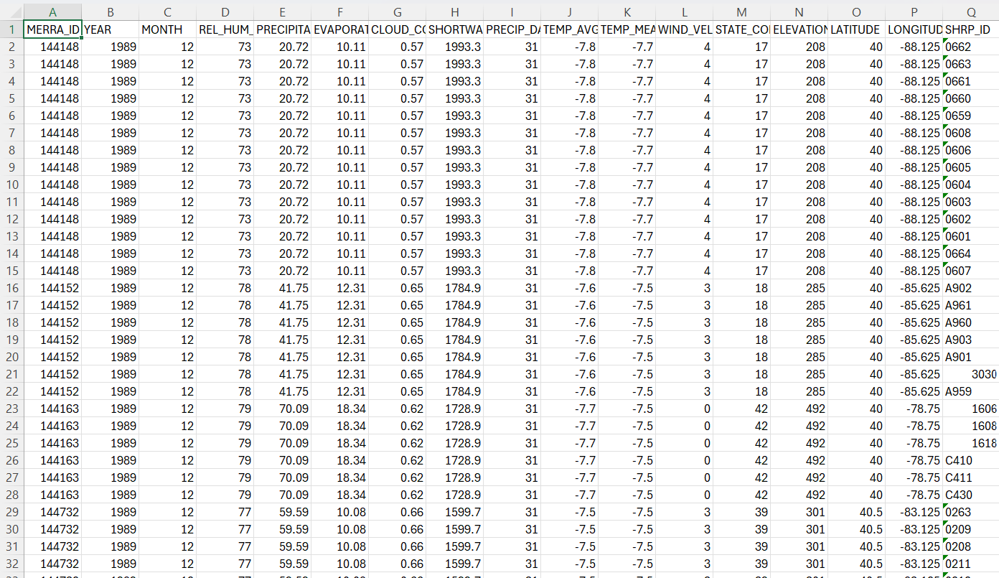 A B C D E F G H I J K L M N O P Q
1 MERRA_ID YEAR MONTH REL_HUM_ PRECIPITA EVAPORAT CLOUD_CO SHORTWA PRECIP_DA TEMP_AVG TEMP_MEA WIND_VEL STATE_COI ELEVATION LATITUDE LONGITUD SHRP_ID
2 144148 1989 12 73 20.72 10.11 0.57 1993.3 31 -7.8 -7.7 4 17 208 40 -88.125 0662
3 144148 1989 12 73 20.72 10.11 0.57 1993.3 31 -7.8 -7.7 4 17 208 40 -88.125 0663
4 144148 1989 12 73 20.72 10.11 0.57 1993.3 31 -7.8 -7.7 4 17 208 40 -88.125 0661
5 144148 1989 12 73 20.72 10.11 0.57 1993.3 31 -7.8 -7.7 4 17 208 40 -88.125 0660
6 144148 1989 12 73 20.72 10.11 0.57 1993.3 31 -7.8 -7.7 4 17 208 40 -88.125 0659
7 144148 1989 12 73 20.72 10.11 0.57 1993.3 31 -7.8 -7.7 4 17 208 40 -88.125 0608
8 144148 1989 12 73 20.72 10.11 0.57 1993.3 31 -7.8 -7.7 4 17 208 40 -88.125 0606
9 144148 1989 12 73 20.72 10.11 0.57 1993.3 31 -7.8 -7.7 4 17 208 40 -88.125 0605
10 144148 1989 12 73 20.72 10.11 0.57 1993.3 31 -7.8 -7.7 4 17 208 40 -88.125 0604
11 144148 1989 12 73 20.72 10.11 0.57 1993.3 31 -7.8 -7.7 4 17 208 40 -88.125 0603
12 144148 1989 12 73 20.72 10.11 0.57 1993.3 31 -7.8 -7.7 4 17 208 40 -88.125 0602
13 144148 1989 12 73 20.72 10.11 0.57 1993.3 31 -7.8 -7.7 4 17 208 40 -88.125 0601
14 144148 1989 12 73 20.72 10.11 0.57 1993.3 31 -7.8 -7.7 4 17 208 40 -88.125 0664
15 144148 1989 12 73 20.72 10.11 0.57 1993.3 31 -7.8 -7.7 4 17 208 40 -88.125 0607
16 144152 1989 12 78 41.75 12.31 0.65 1784.9 31 -7.6 -7.5 3 18 285 40 -85.625 A902
17 144152 1989 12 78 41.75 12.31 0.65 1784.9 31 -7.6 -7.5 3 18 285 40 -85.625 A961
18 144152 1989 12 78 41.75 12.31 0.65 1784.9 31 -7.6 -7.5 3 18 285 40 -85.625 A960
19 144152 1989 12 78 41.75 12.31 0.65 1784.9 31 -7.6 -7.5 3 18 285 40 -85.625 A903
20 144152 1989 12 78 41.75 12.31 0.65 1784.9 31 -7.6 -7.5 3 18 285 40 -85.625 A901
21 144152 1989 12 78 41.75 12.31 0.65 1784.9 31 -7.6 -7.5 3 18 285 40 -85.625 3030
22 144152 1989 12 78 41.75 12.31 0.65 1784.9 31 -7.6 -7.5 3 18 285 40 -85.625 A959
23 144163 1989 12 79 70.09 18.34 0.62 1728.9 31 -7.7 -7.5 0 42 492 40 -78.75 1606
24 144163 1989 12 79 70.09 18.34 0.62 1728.9 31 -7.7 -7.5 0 42 492 40 -78.75 1608
25 144163 1989 12 79 70.09 18.34 0.62 1728.9 31 -7.7 -7.5 0 42 492 40 -78.75 1618
26 144163 1989 12 79 70.09 18.34 0.62 1728.9 31 -7.7 -7.5 0 42 492 40 -78.75 C410
27 144163 1989 12 79 70.09 18.34 0.62 1728.9 31 -7.7 -7.5 0 42 492 40 -78.75 C411
28 144163 1989 12 79 70.09 18.34 0.62 1728.9 31 -7.7 -7.5 0 42 492 40 -78.75 C430
29 144732 1989 12 77 59.59 10.08 0.66 1599.7 31 -7.5 -7.5 3 39 301 40.5 -83.125 0263
30 144732 1989 12 77 59.59 10.08 0.66 1599.7 31 -7.5 -7.5 3 39 301 40.5 -83.125 0209
31 144732 1989 12 77 59.59 10.08 0.66 1599.7 31 -7.5 -7.5 3 39 301 40.5 -83.125 0208
32 144732 1989 12 77 59.59 10.08 0.66 1599.7 31 -7.5 -7.5 3 39 301 40.5 -83.125 0211